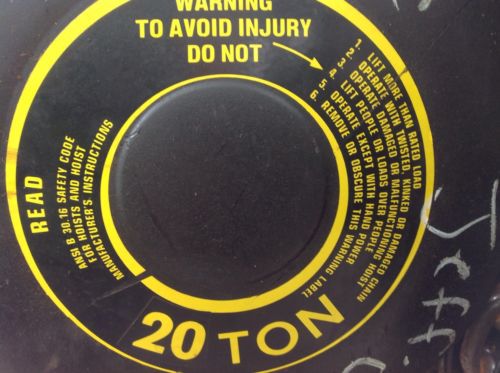 WARNING
TO AVOID INJURY
DO NOT
1. LIFT MORE THAN RATED LOAD
2. OPERATE WITH TWISTED, KINKED OR DAMAGED CHAIN
3. OPERATE DAMAGED OR MALFUNCTIONING HOIST
4. LIFT PEOPLE OR LOADS OVER PEOPLE
5. OPERATE EXCEPT WITH HAND POWER
6. REMOVE OR OBSCURE THIS WARNING LABEL
READ
ANSI B 30.16 SAFETY CODE
FOR HOISTS AND HOIST
MANUFACTURER'S INSTRUCTIONS
20 TON
Jeff